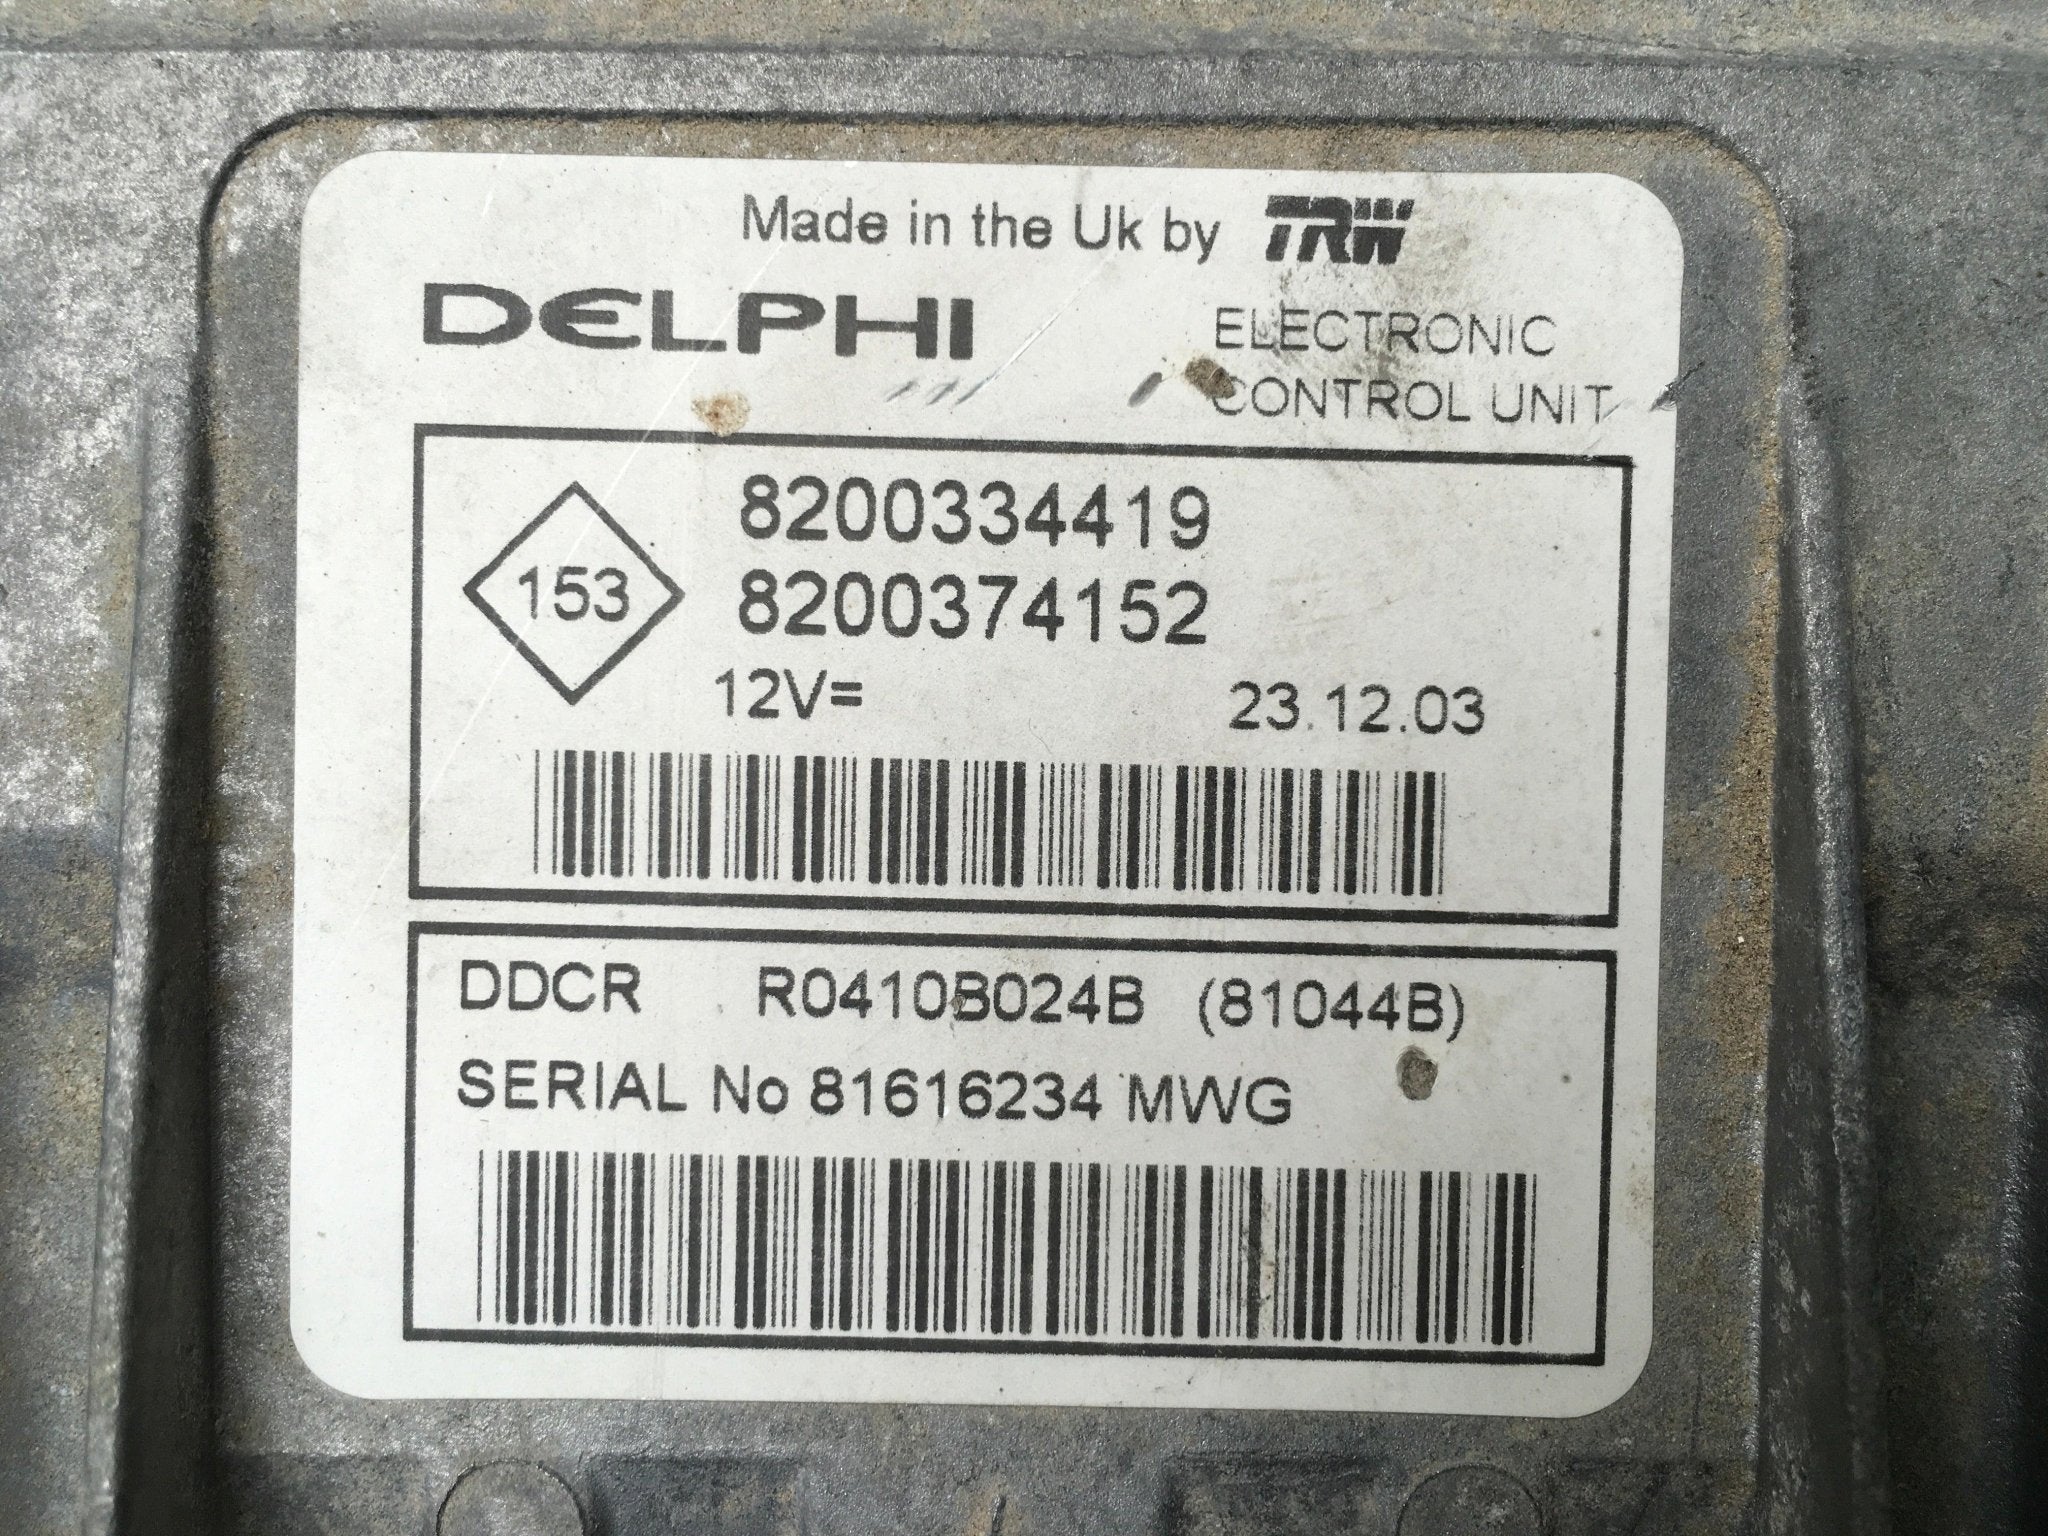 Made in the Uk by TRW
DELPHI
ELECTRONIC
CONTROL UNIT
153
8200334419
8200374152
12V=
23.12.03
DDCR R0410B024B (81044B)
SERIAL No 81616234 MWG